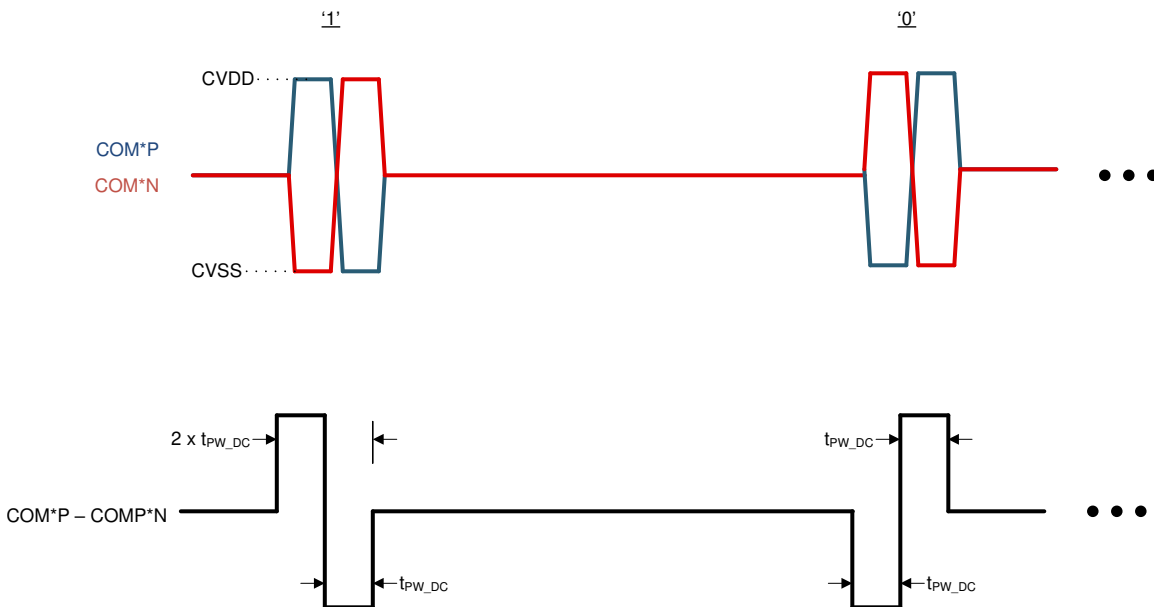 '1'
'0'
CVDD
COM*P
COM*N
CVSS
2 x tPW_DC
tPW_DC
COM*P – COMP*N
tPW_DC
tPW_DC